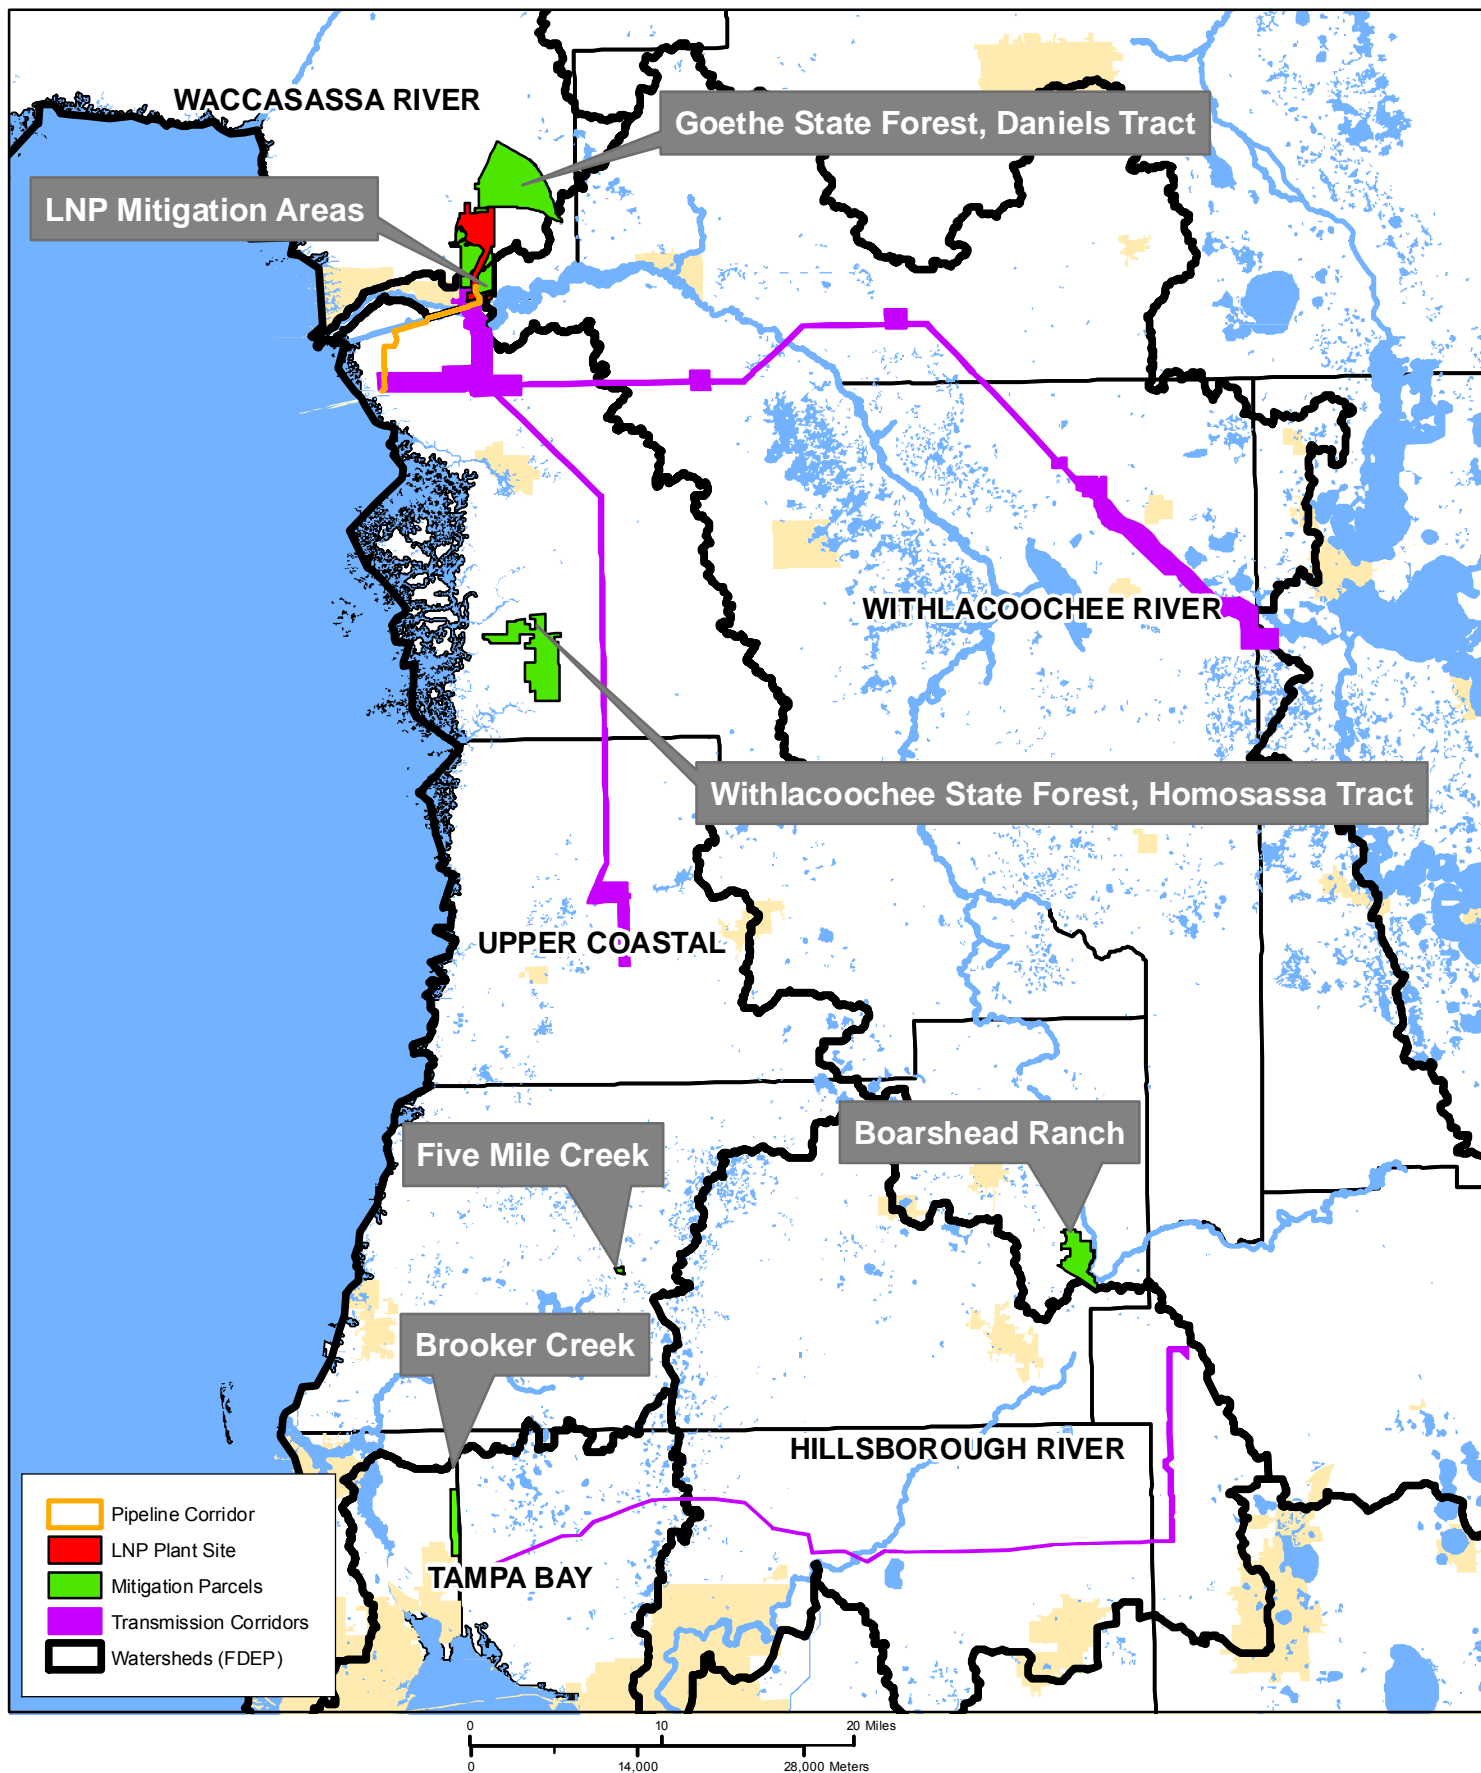 WACCASASSA RIVER
Goethe State Forest, Daniels Tract
LNP Mitigation Areas
WITHLACOOCHEE RIVER
Withlacoochee State Forest, Homosassa Tract
UPPER COASTAL
Boarshead Ranch
Five Mile Creek
Brooker Creek
HILLSBOROUGH RIVER
TAMPA BAY
Pipeline Corridor
LNP Plant Site
Mitigation Parcels
Transmission Corridors
Watersheds (FDEP)
0 10 20 Miles
0 14,000 28,000 Meters